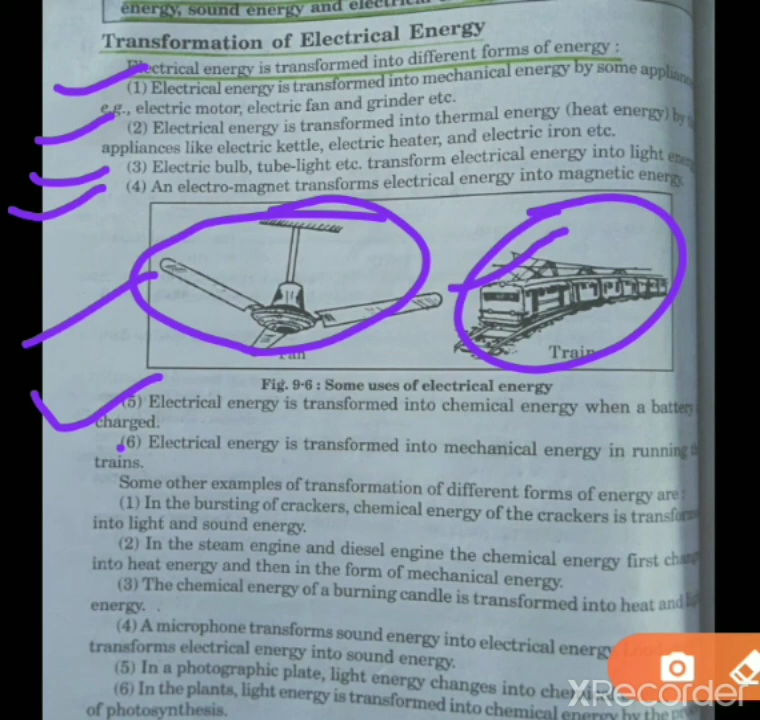 energy, sound energy and
Transformation of Electrical Energy
Electrical energy is transformed into different forms of energy :
(1) Electrical energy is transformed into mechanical energy by some
e.g., electric motor, electric fan and grinder etc.
(2) Electrical energy is transformed into thermal energy (heat energy) by
appliances like electric kettle, electric heater, and electric iron etc.
(3) Electric bulb, tube-light etc. transform electrical energy into light
(4) An electro-magnet transforms electrical energy into magnetic energy.
Fan
Train
Fig. 9·6 : Some uses of electrical energy
(5) Electrical energy is transformed into chemical energy when a battery
charged.
(6) Electrical energy is transformed into mechanical energy in running
trains.
Some other examples of transformation of different forms of energy are :
(1) In the bursting of crackers, chemical energy of the crackers is
into light and sound energy.
(2) In the steam engine and diesel engine the chemical energy first
into heat energy and then in the form of mechanical energy.
(3) The chemical energy of a burning candle is transformed into heat and
energy.
(4) A microphone transforms sound energy into electrical energy.
transforms electrical energy into sound energy.
(5) In a photographic plate, light energy changes into
(6) In the plants, light energy is transformed into chemical energy by the
of photosynthesis.
XRecorder